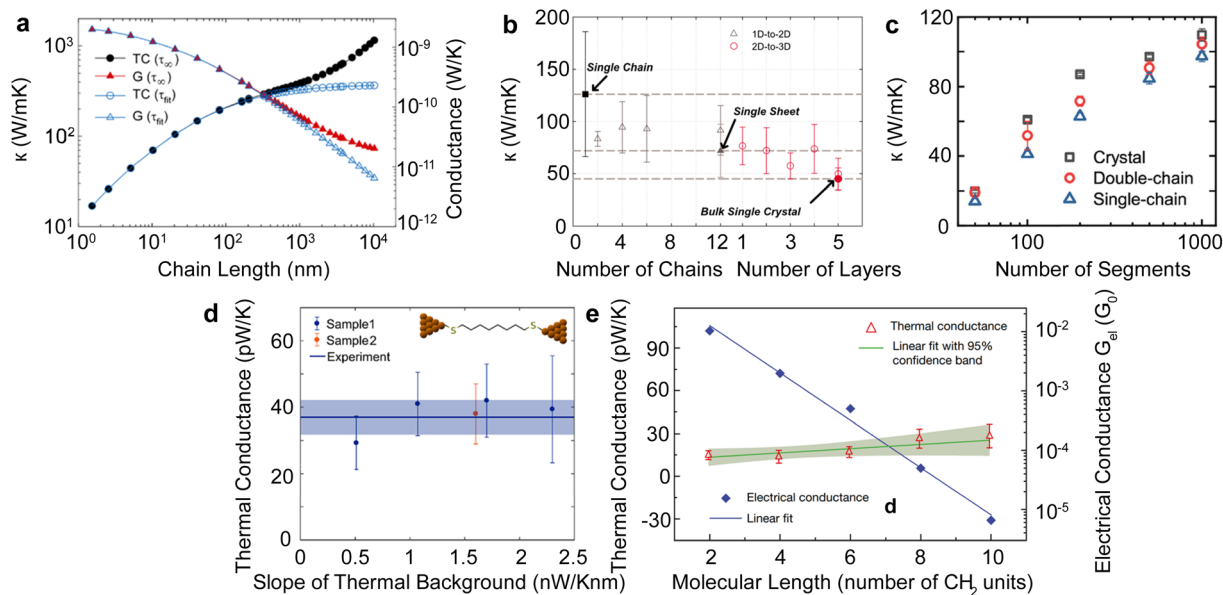 a
10³
10²
10¹
κ (W/mK)
TC (τ∞)
G (τ∞)
TC (τfit)
G (τfit)
10⁻⁹
10⁻¹⁰
10⁻¹¹
10⁻¹²
Conductance (W/K)
10⁰ 10¹ 10² 10³ 10⁴
Chain Length (nm)
b
200
150
100
50
0
κ (W/mK)
1D-to-2D
2D-to-3D
Single Chain
Single Sheet
Bulk Single Crystal
0 4 8 12 1 3 5
Number of Chains Number of Layers
c
120
80
40
0
κ (W/mK)
Crystal
Double-chain
Single-chain
100 1000
Number of Segments
d
60
40
20
0
Thermal Conductance (pW/K)
Sample1
Sample2
Experiment
S S
0 0.5 1 1.5 2 2.5
Slope of Thermal Background (nW/Knm)
e
90
60
30
15
0
-30
Thermal Conductance (pW/K)
Thermal conductance
Linear fit with 95%
confidence band
Electrical conductance
Linear fit
d
10⁻²
10⁻³
10⁻⁴
10⁻⁵
Electrical Conductance Gel (G₀)
2 4 6 8 10
Molecular Length (number of CH₂ units)